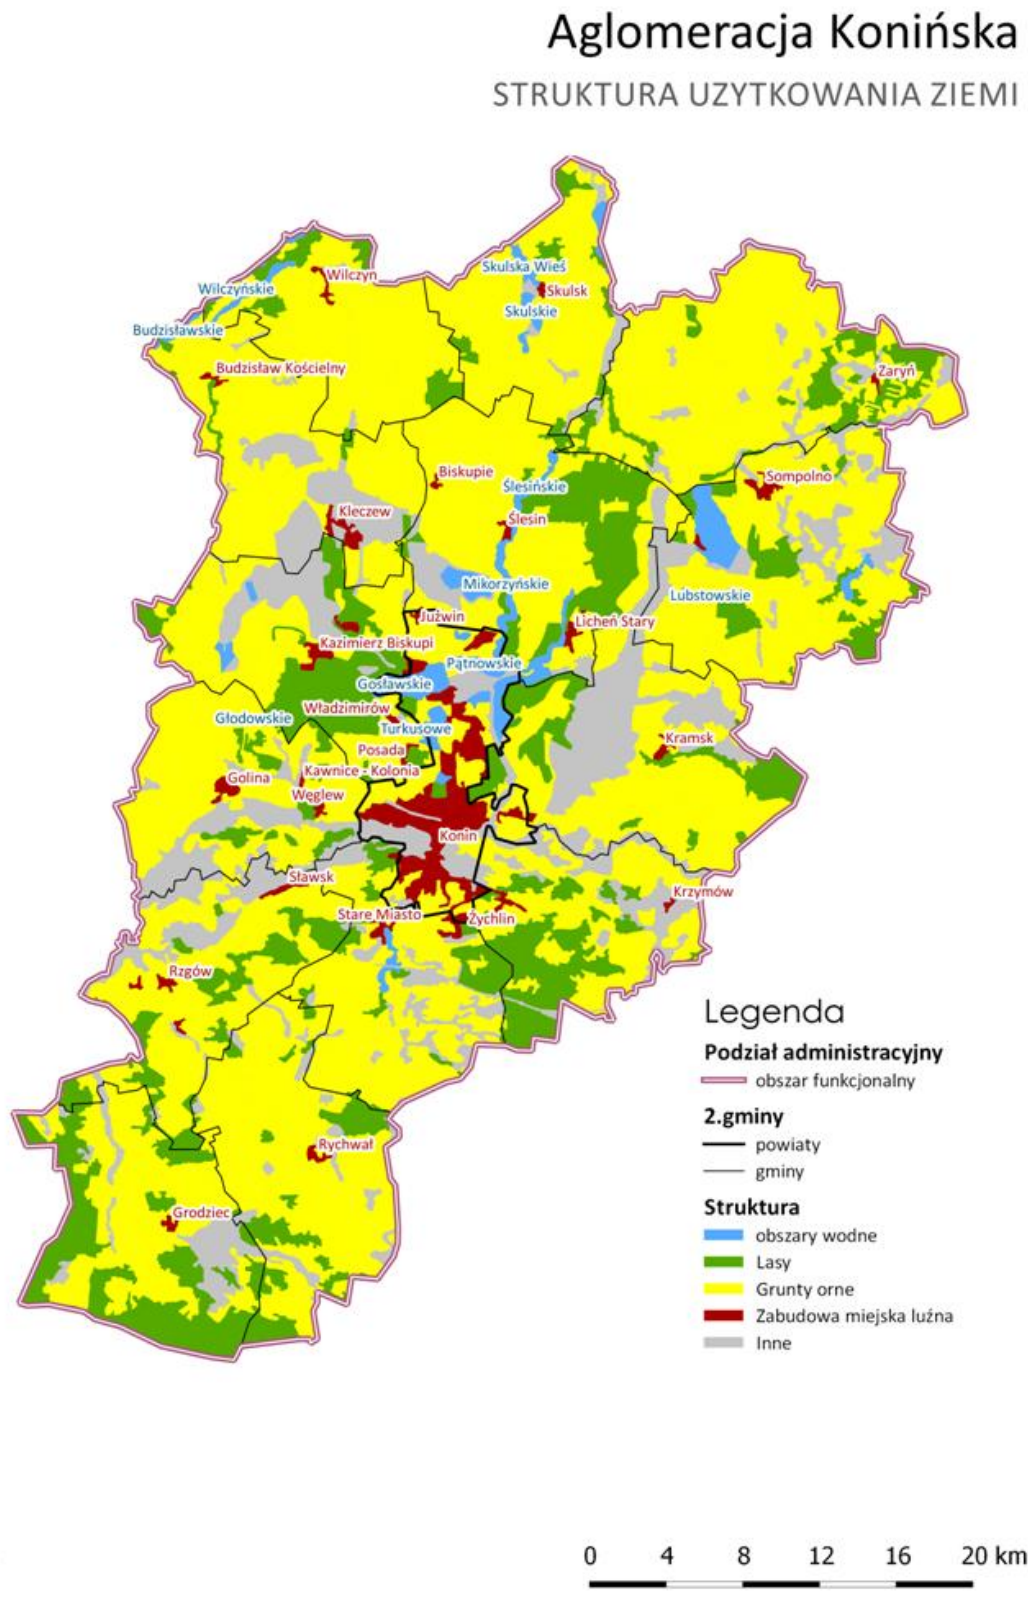 Aglomeracja Konińska
STRUKTURA UZYTKOWANIA ZIEMI
Skulska Wieś
Wilczyn
Wilczyńskie
Skulsk
Skulskie
Budzisławskie
Budzisław Kościelny
Zaryń
Biskupie
Sompolno
Ślesińskie
Kleczew
Ślesin
Mikorzyńskie
Lubstowskie
Juźwin
Licheń Stary
Kazimierz Biskupi
Pątnowskie
Gosławskie
Władzimirów
Głodowskie
Turkusowe
Kramsk
Posada
Kawnice - Kolonia
Golina
Węglew
Konin
Sławsk
Krzymów
Stare Miasto
Żychlin
Rzgów
Rychwał
Grodziec
Legenda
Podział administracyjny
obszar funkcjonalny
2.gminy
powiaty
gminy
Struktura
obszary wodne
Lasy
Grunty orne
Zabudowa miejska luźna
Inne
0 4 8 12 16 20 km